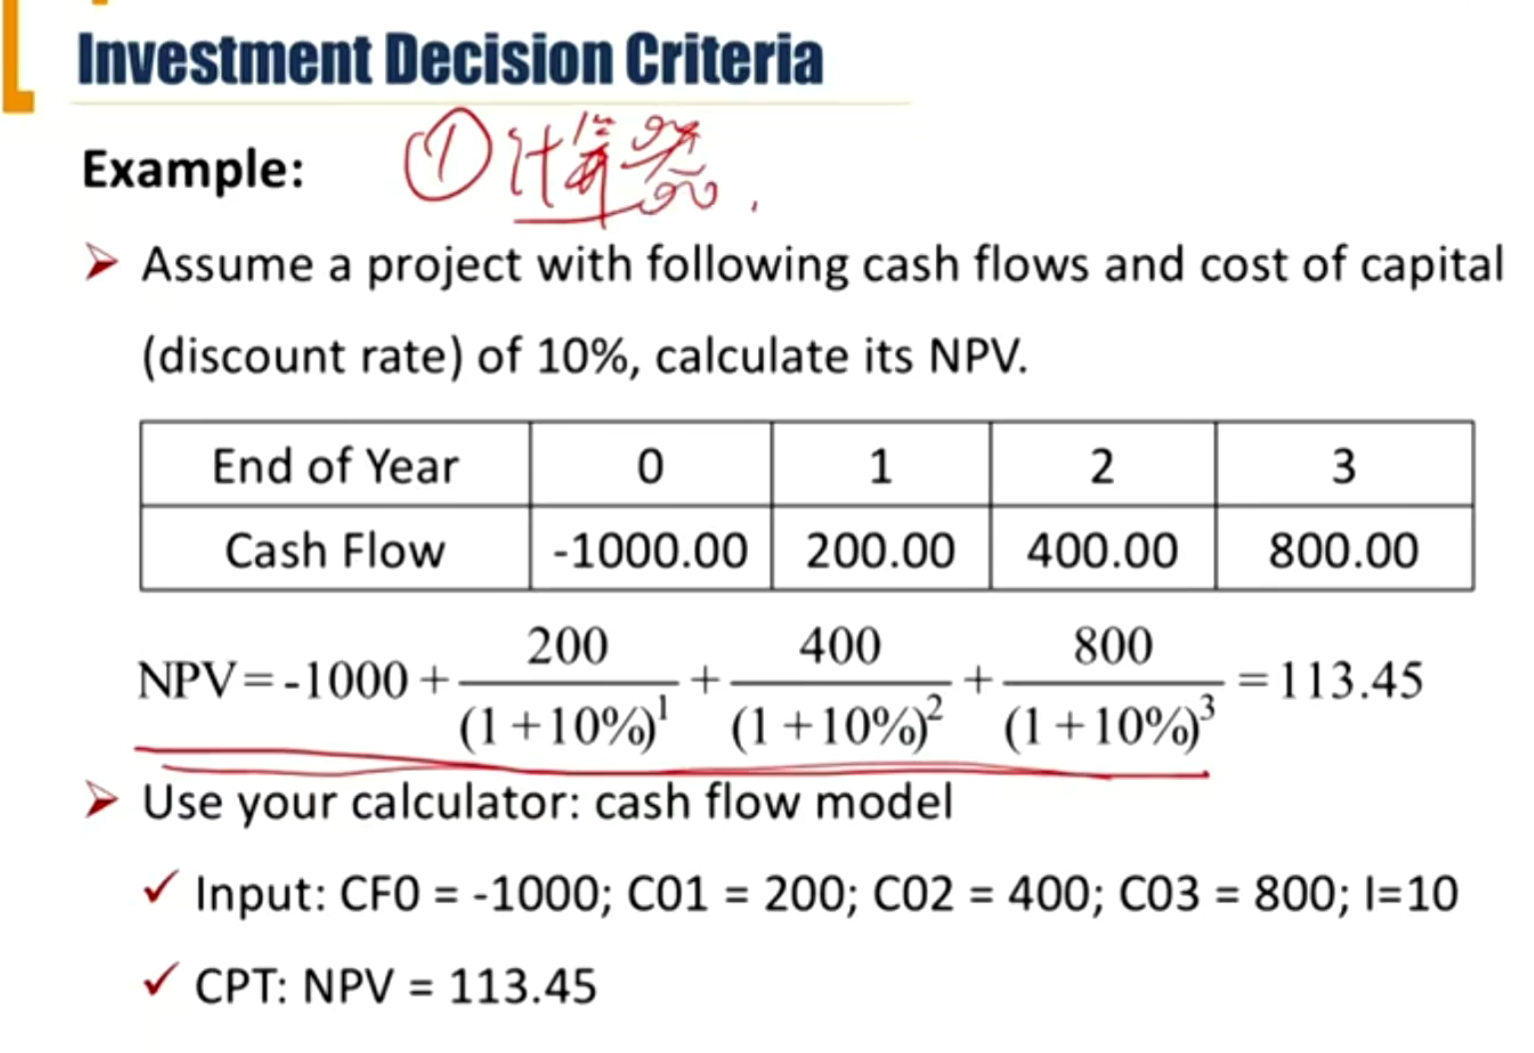 Investment Decision Criteria
Example: ①计算器.
Assume a project with following cash flows and cost of capital
(discount rate) of 10%, calculate its NPV.
End of Year 0 1 2 3
Cash Flow -1000.00 200.00 400.00 800.00
NPV = -1000 + 200/(1+10%)^1 + 400/(1+10%)^2 + 800/(1+10%)^3 = 113.45
Use your calculator: cash flow model
✓ Input: CF0 = -1000; C01 = 200; C02 = 400; C03 = 800; I=10
✓ CPT: NPV = 113.45